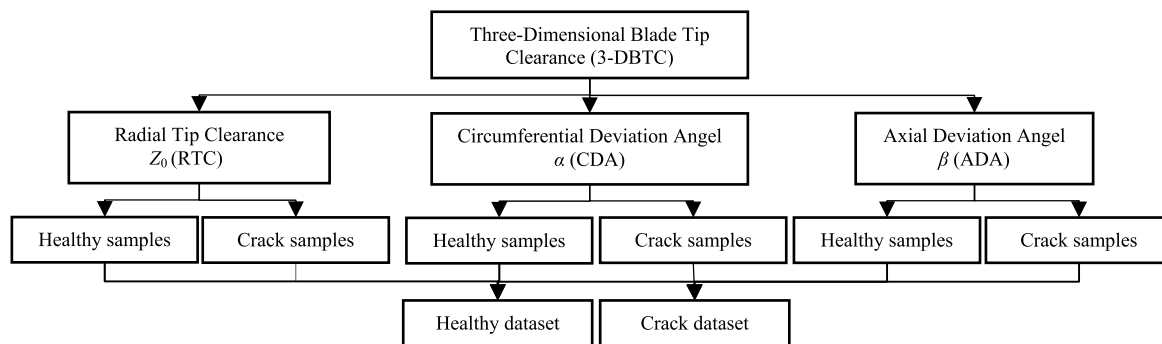 Three-Dimensional Blade Tip
Clearance (3-DBTC)
Radial Tip Clearance
Z₀ (RTC)
Circumferential Deviation Angel
α (CDA)
Axial Deviation Angel
β (ADA)
Healthy samples
Crack samples
Healthy samples
Crack samples
Healthy samples
Crack samples
Healthy dataset
Crack dataset